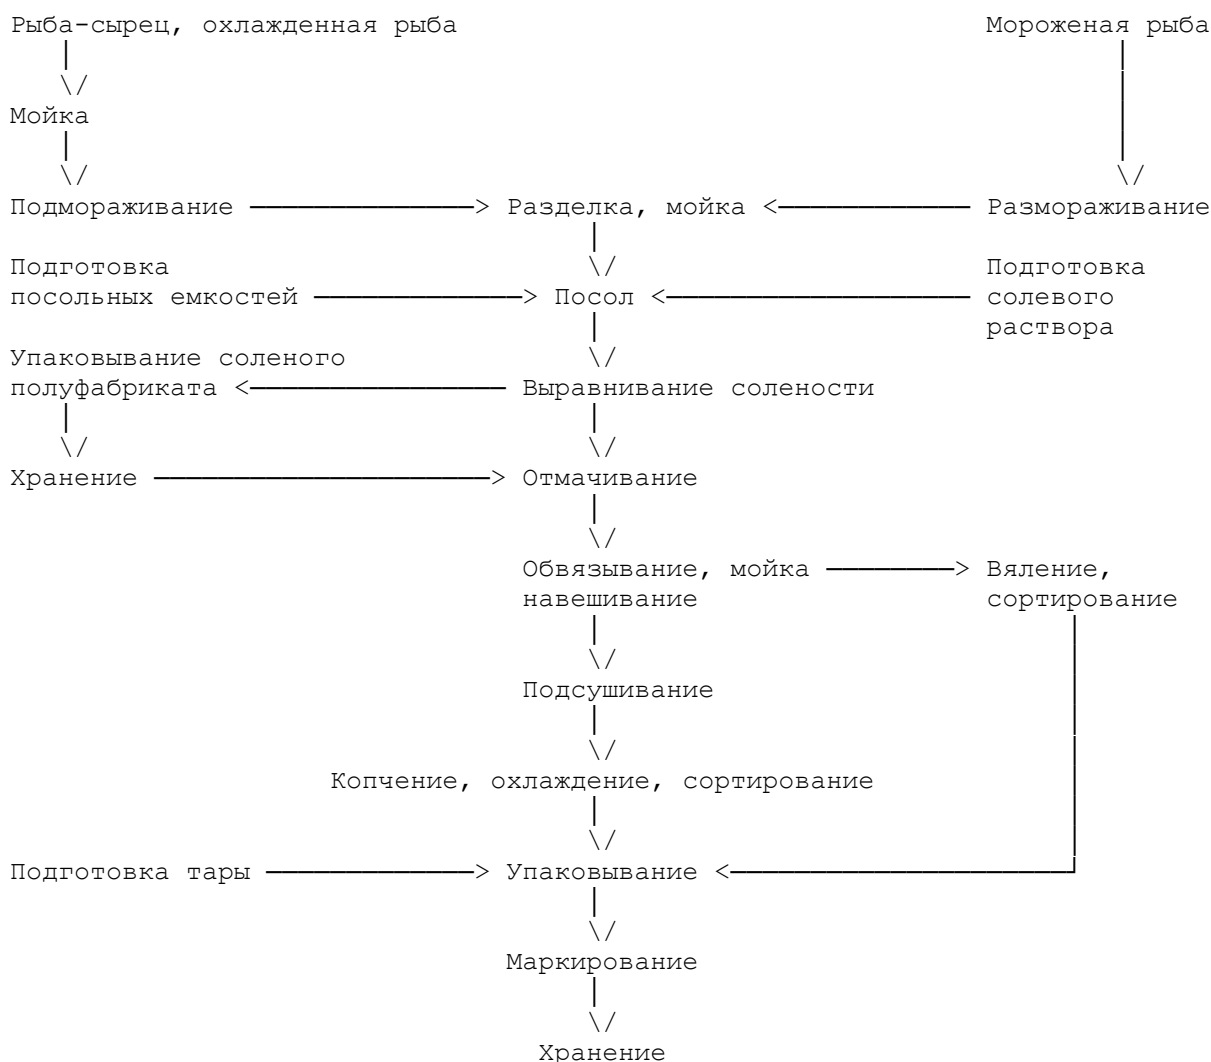 Рыба-сырец, охлажденная рыба Мороженая рыба
Мойка
Подмораживание Разделка, мойка Размораживание
Подготовка Подготовка
посольных емкостей Посол солевого
раствора
Упаковывание соленого
полуфабриката Выравнивание солености
Хранение Отмачивание
Обвязывание, мойка Вяление,
навешивание сортирование
Подсушивание
Копчение, охлаждение, сортирование
Подготовка тары Упаковывание
Маркирование
Хранение